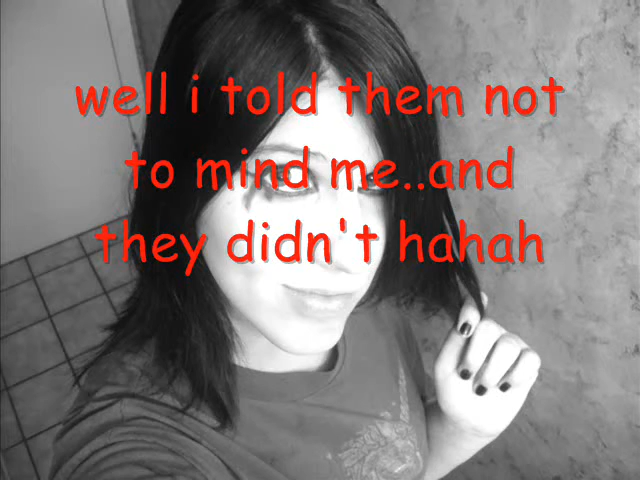 well i told them not
to mind me..and
they didn't hahah